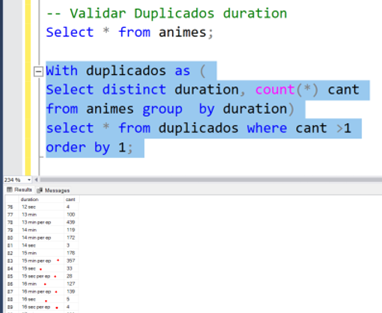 -- Validar Duplicados duration
Select * from animes;
With duplicados as (
Select distinct duration, count(*) cant
from animes group by duration)
select * from duplicados where cant >1
order by 1;
234 %
Results Messages
duration cant
76 12 sec 4
77 13 min 100
78 13 min per ep 439
79 14 min 119
80 14 min per ep 172
81 14 sec 3
82 15 min 178
83 15 min per ep 357
84 15 sec 33
85 15 sec per ep 28
86 16 min 127
87 16 min per ep 139
88 16 sec 5
89 16 sec per ep 4